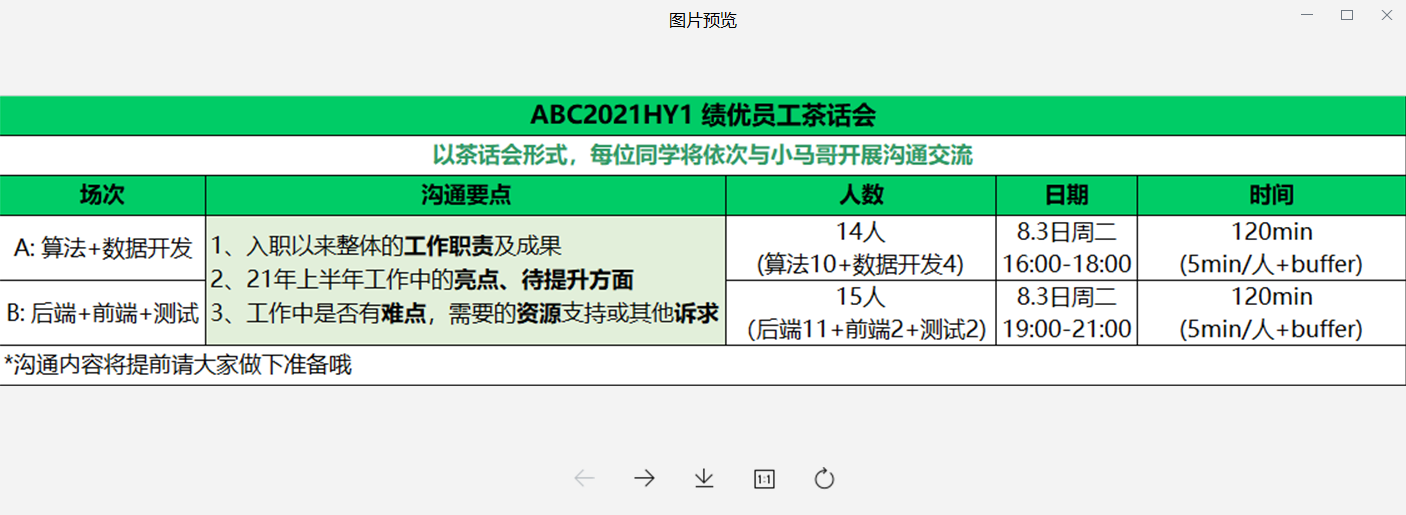 图片预览
ABC2021HY1 绩优员工茶话会
以茶话会形式，每位同学将依次与小马哥开展沟通交流
场次 沟通要点 人数 日期 时间
A: 算法+数据开发
1、入职以来整体的工作职责及成果
2、21年上半年工作中的亮点、待提升方面
3、工作中是否有难点，需要的资源支持或其他诉求
14人
(算法10+数据开发4)
8.3日周二
16:00-18:00
120min
(5min/人+buffer)
B: 后端+前端+测试
15人
(后端11+前端2+测试2)
8.3日周二
19:00-21:00
120min
(5min/人+buffer)
*沟通内容将提前请大家做下准备哦
1:1